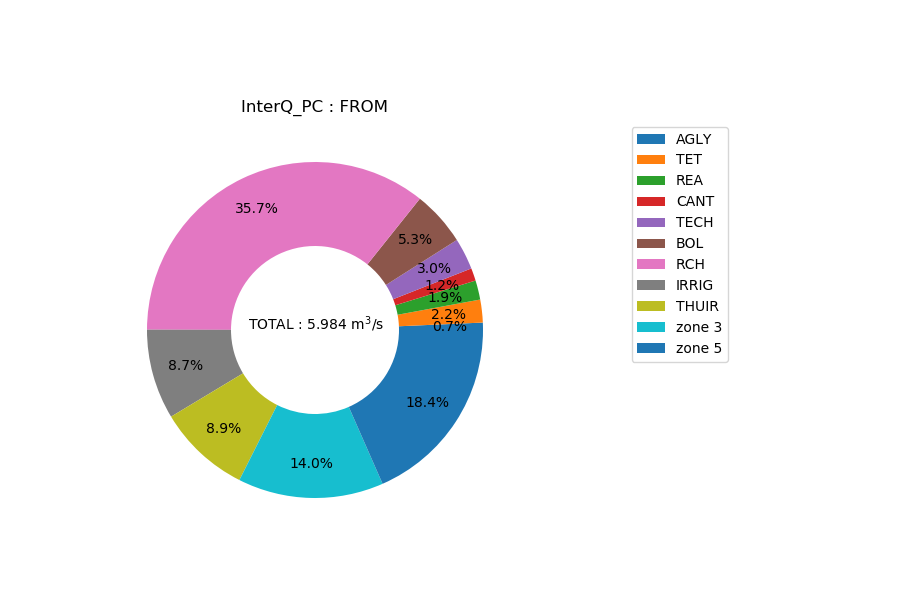 InterQ_PC : FROM
35.7%
5.3%
3.0%
1.2%
1.9%
2.2%
0.7%
TOTAL : 5.984 m³/s
8.7%
18.4%
8.9%
14.0%
AGLY
TET
REA
CANT
TECH
BOL
RCH
IRRIG
THUIR
zone 3
zone 5